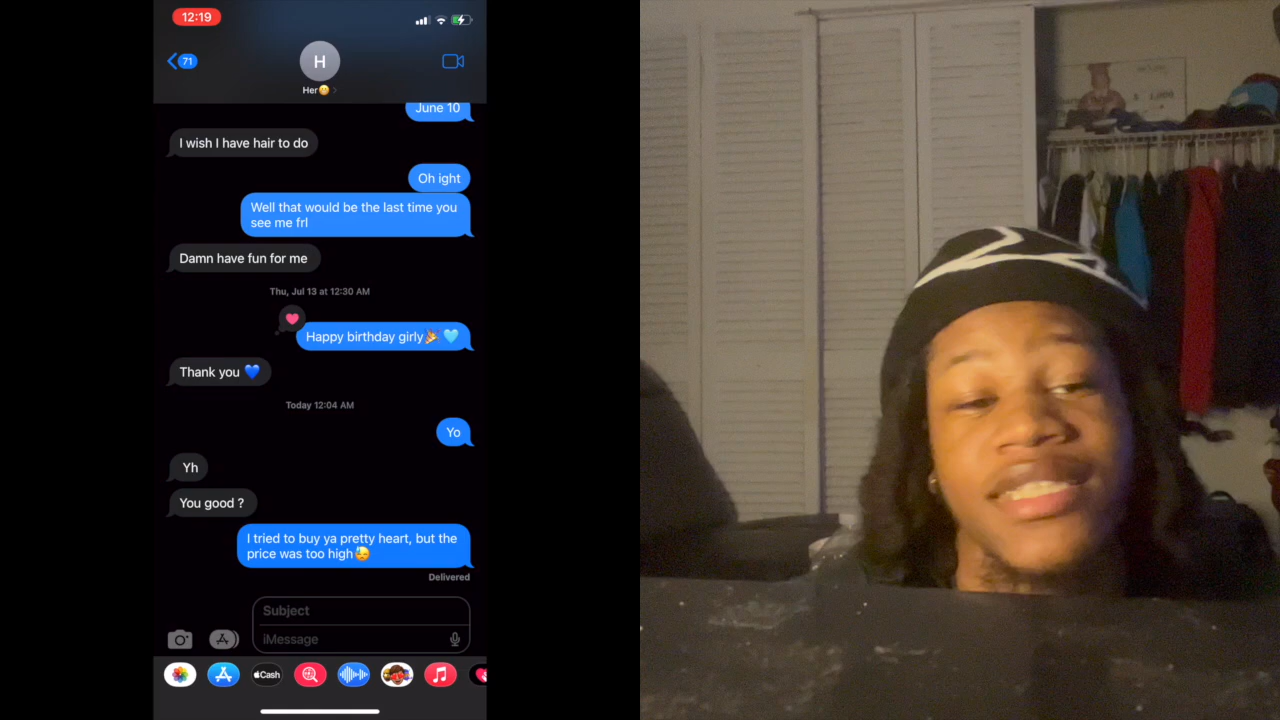 12:19
71
H
Her
June 10
I wish I have hair to do
Oh ight
Well that would be the last time you
see me frl
Damn have fun for me
Thu, Jul 13 at 12:30 AM
Happy birthday girly🎉🩵
Thank you 💙
Today 12:04 AM
Yo
Yh
You good ?
I tried to buy ya pretty heart, but the
price was too high😓
Delivered
Subject
iMessage
Cash